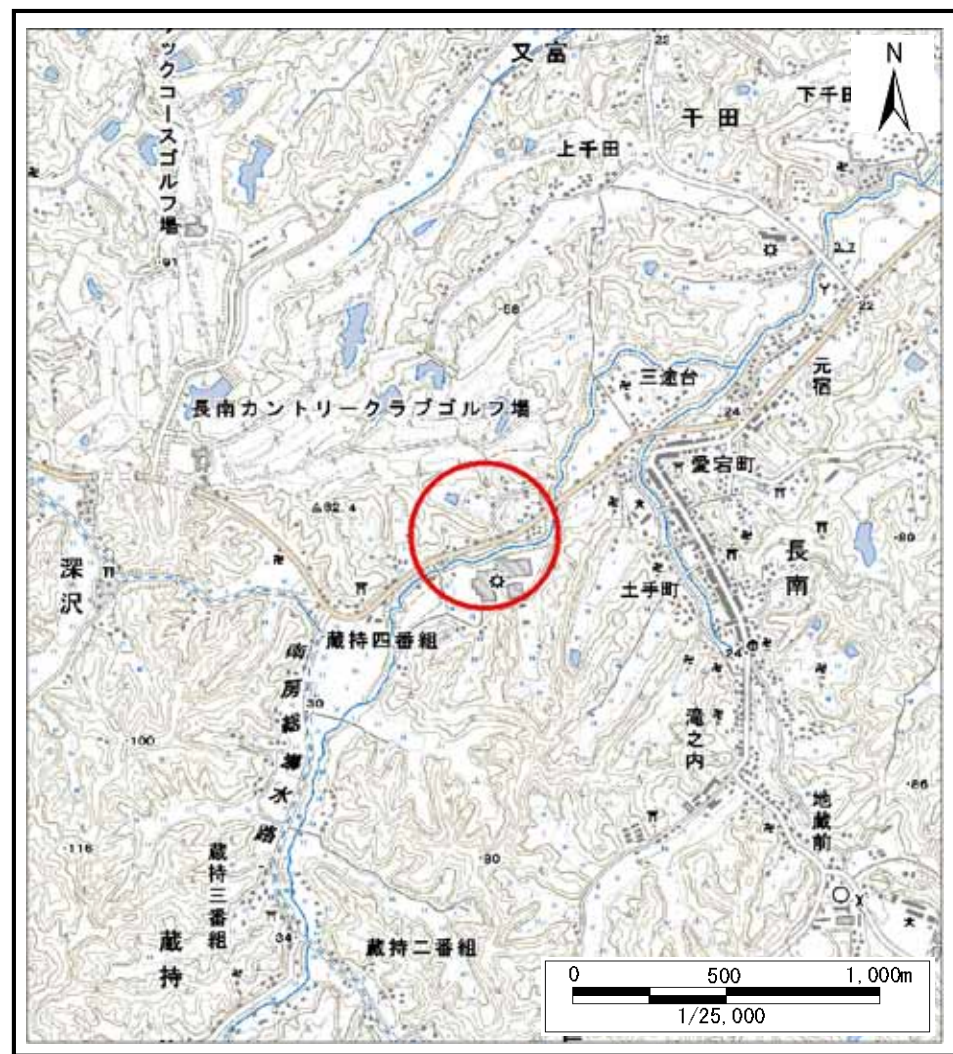 ックコースゴルフ場
又富
22
N
下千田
千田
上千田
91
58
22
元宿
三途台
24
長南カントリークラブゴルフ場
愛宕町
82.4
80
深沢
長南
土手町
蔵持四番組
24
南房総導水路
30
滝之内
100
86
地蔵前
116
80
蔵持三番組
34
蔵持二番組
蔵持
0 500 1,000m
1/25,000